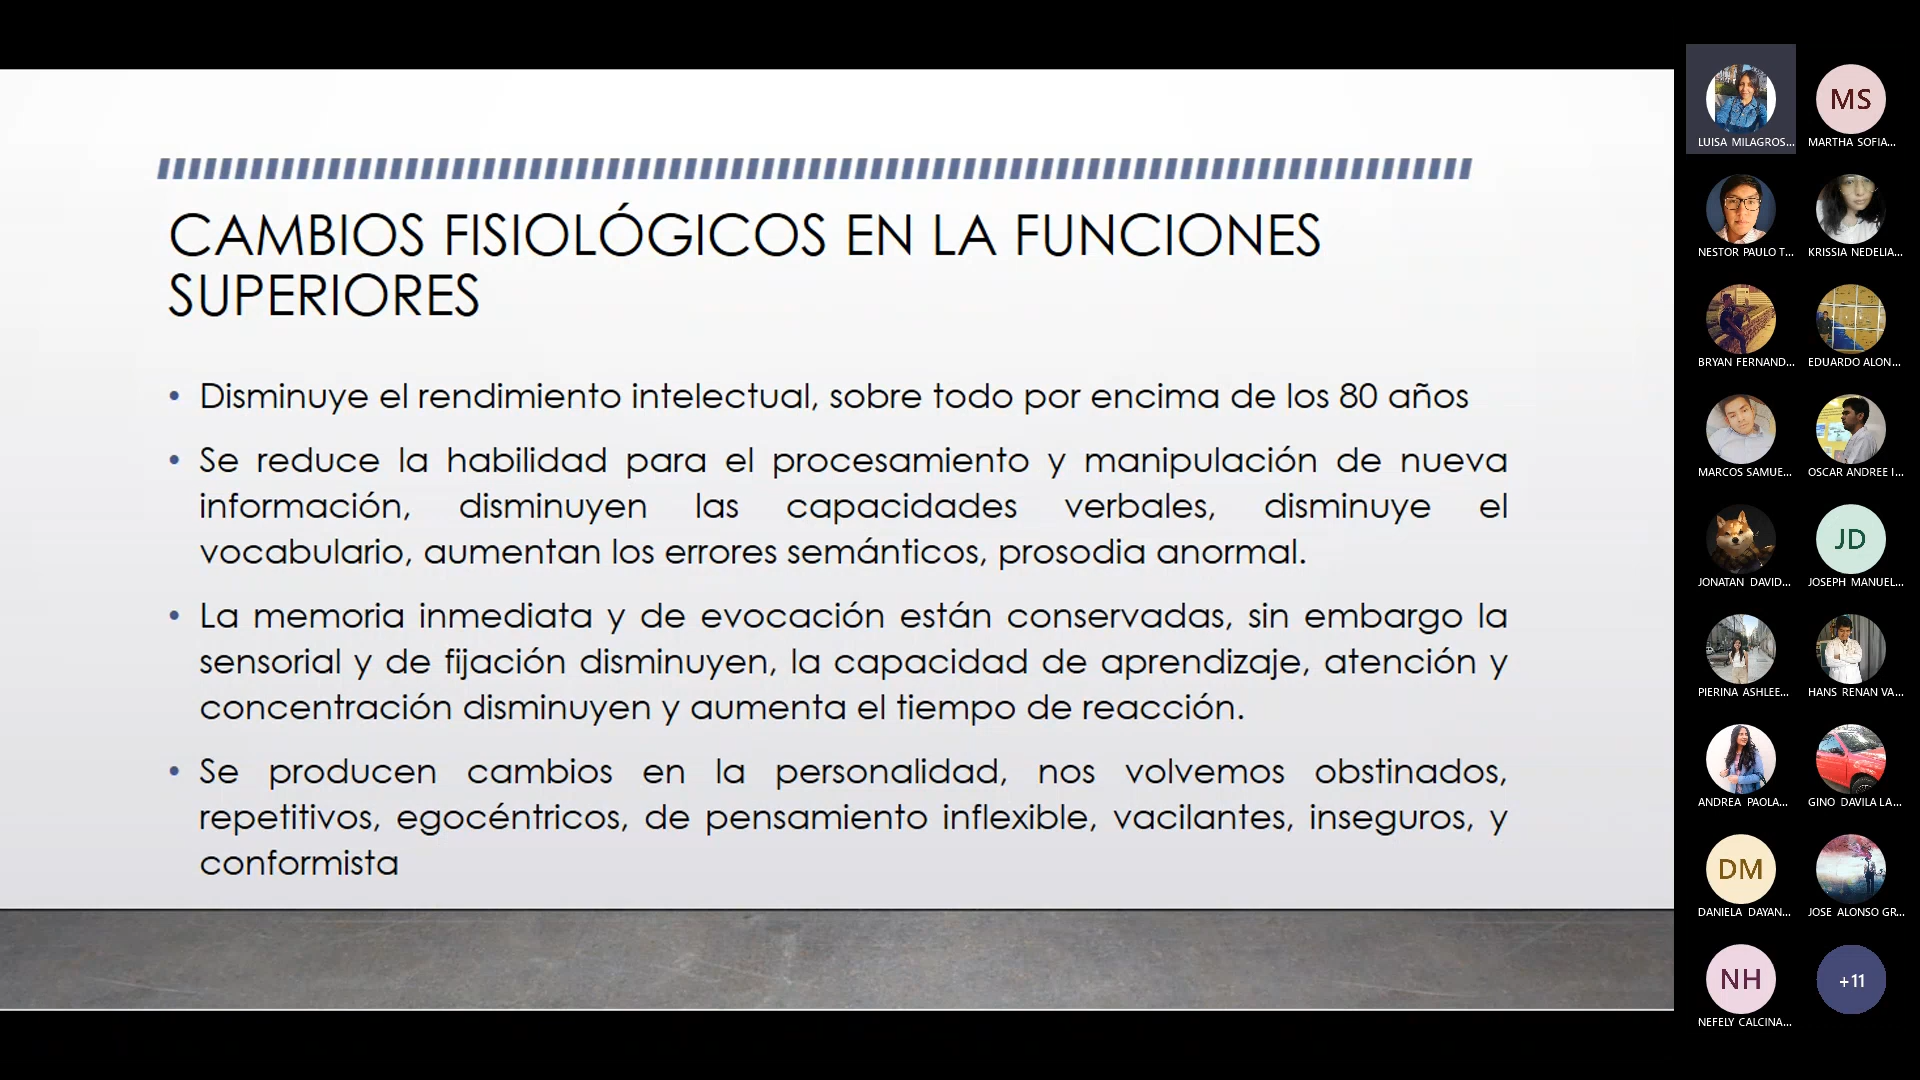 CAMBIOS FISIOLÓGICOS EN LA FUNCIONES
SUPERIORES
• Disminuye el rendimiento intelectual, sobre todo por encima de los 80 años
• Se reduce la habilidad para el procesamiento y manipulación de nueva
información, disminuyen las capacidades verbales, disminuye el
vocabulario, aumentan los errores semánticos, prosodia anormal.
• La memoria inmediata y de evocación están conservadas, sin embargo la
sensorial y de fijación disminuyen, la capacidad de aprendizaje, atención y
concentración disminuyen y aumenta el tiempo de reacción.
• Se producen cambios en la personalidad, nos volvemos obstinados,
repetitivos, egocéntricos, de pensamiento inflexible, vacilantes, inseguros, y
conformista
LUISA MILAGROS...
MS
MARTHA SOFIA...
NESTOR PAULO T...
KRISSIA NEDELIA...
BRYAN FERNAND...
EDUARDO ALON...
MARCOS SAMUE...
OSCAR ANDREE I...
JONATAN DAVID...
JD
JOSEPH MANUEL...
PIERINA ASHLEE...
HANS RENAN VA...
ANDREA PAOLA...
GINO DAVILA LA...
DM
DANIELA DAYAN...
JOSE ALONSO GR...
NH
NEFELY CALCINA...
+11